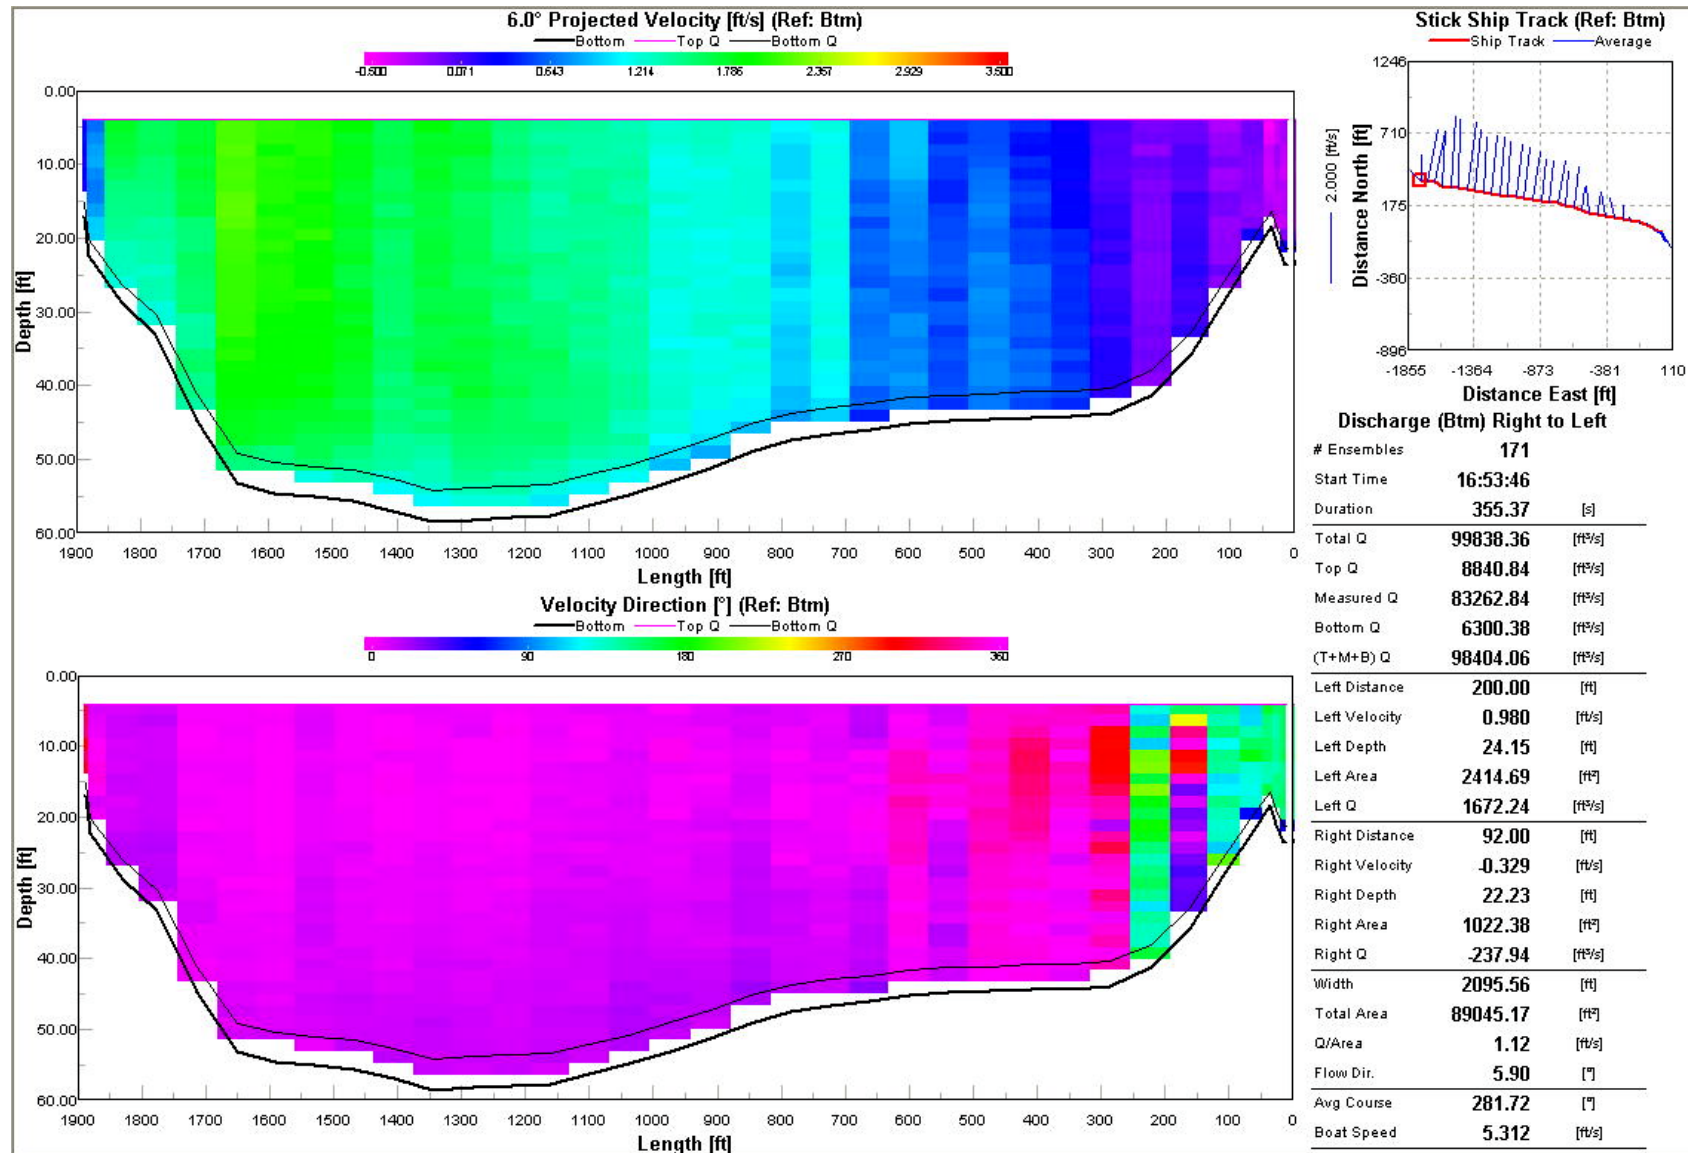 6.0° Projected Velocity [ft/s] (Ref: Btm)
Bottom Top Q Bottom Q
-0.500 0.071 0.643 1.214 1.786 2.357 2.929 3.500
0.00
10.00
20.00
30.00
40.00
50.00
60.00
Depth [ft]
1900 1800 1700 1600 1500 1400 1300 1200 1100 1000 900 800 700 600 500 400 300 200 100 0
Length [ft]
Velocity Direction [°] (Ref: Btm)
Bottom Top Q Bottom Q
0 90 180 270 360
0.00
10.00
20.00
30.00
40.00
50.00
60.00
Depth [ft]
1900 1800 1700 1600 1500 1400 1300 1200 1100 1000 900 800 700 600 500 400 300 200 100 0
Length [ft]
Stick Ship Track (Ref: Btm)
Ship Track Average
2.000 [ft/s]
Distance North [ft]
1246
710
175
-360
-896
-1855 -1364 -873 -381 110
Distance East [ft]
Discharge (Btm) Right to Left
# Ensembles 171
Start Time 16:53:46
Duration 355.37 [s]
Total Q 99838.36 [ft³/s]
Top Q 8840.84 [ft³/s]
Measured Q 83262.84 [ft³/s]
Bottom Q 6300.38 [ft³/s]
(T+M+B) Q 98404.06 [ft³/s]
Left Distance 200.00 [ft]
Left Velocity 0.980 [ft/s]
Left Depth 24.15 [ft]
Left Area 2414.69 [ft²]
Left Q 1672.24 [ft³/s]
Right Distance 92.00 [ft]
Right Velocity -0.329 [ft/s]
Right Depth 22.23 [ft]
Right Area 1022.38 [ft²]
Right Q -237.94 [ft³/s]
Width 2095.56 [ft]
Total Area 89045.17 [ft²]
Q/Area 1.12 [ft/s]
Flow Dir. 5.90 [°]
Avg Course 281.72 [°]
Boat Speed 5.312 [ft/s]